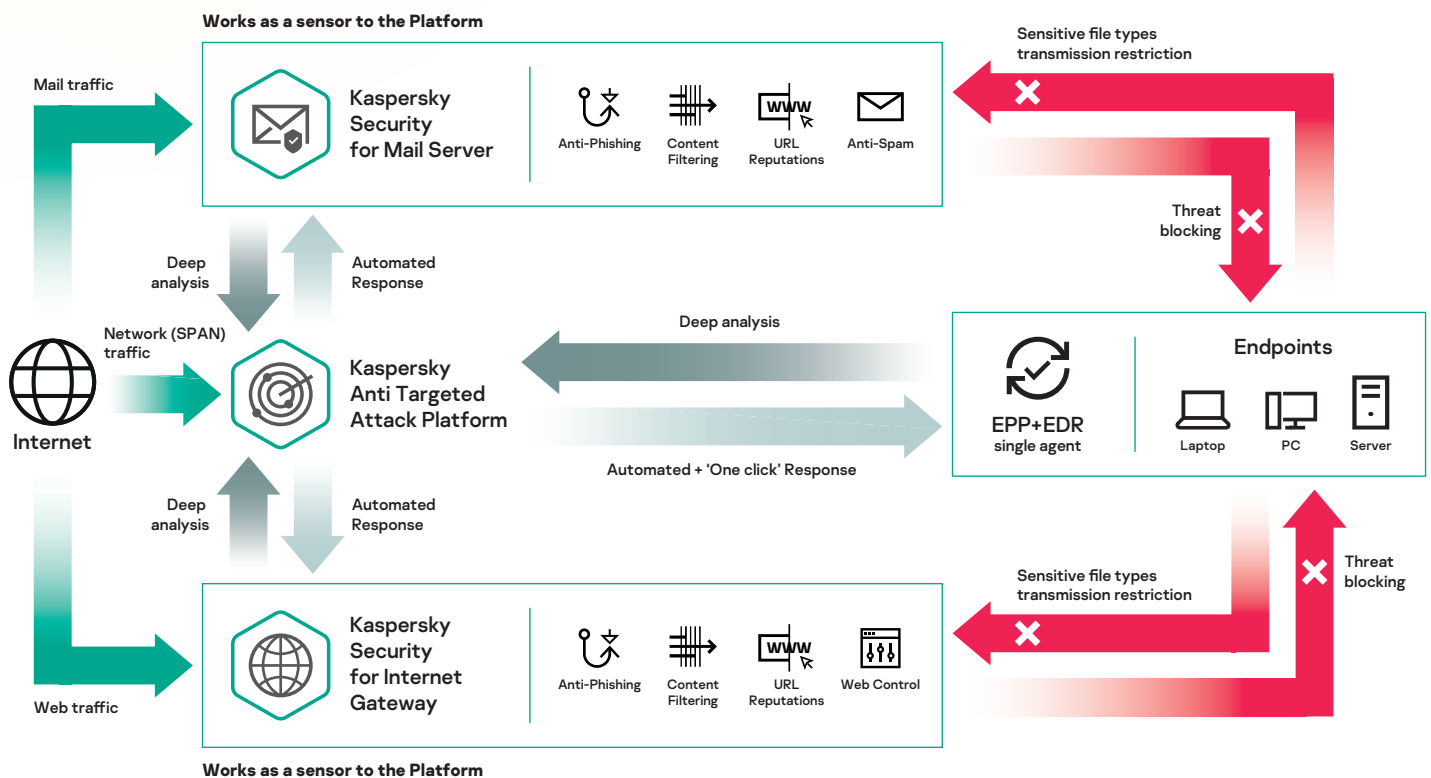 Works as a sensor to the Platform
Mail traffic
Kaspersky
Security
for Mail Server
Anti-Phishing
Content
Filtering
www
URL
Reputations
Anti-Spam
Sensitive file types
transmission restriction
Threat
blocking
Deep
analysis
Automated
Response
Network (SPAN)
traffic
Internet
Kaspersky
Anti Targeted
Attack Platform
Deep analysis
Automated + ‘One click’ Response
EPP+EDR
single agent
Endpoints
Laptop
PC
Server
Deep
analysis
Automated
Response
Sensitive file types
transmission restriction
Threat
blocking
Web traffic
Kaspersky
Security
for Internet
Gateway
Anti-Phishing
Content
Filtering
www
URL
Reputations
Web Control
Works as a sensor to the Platform